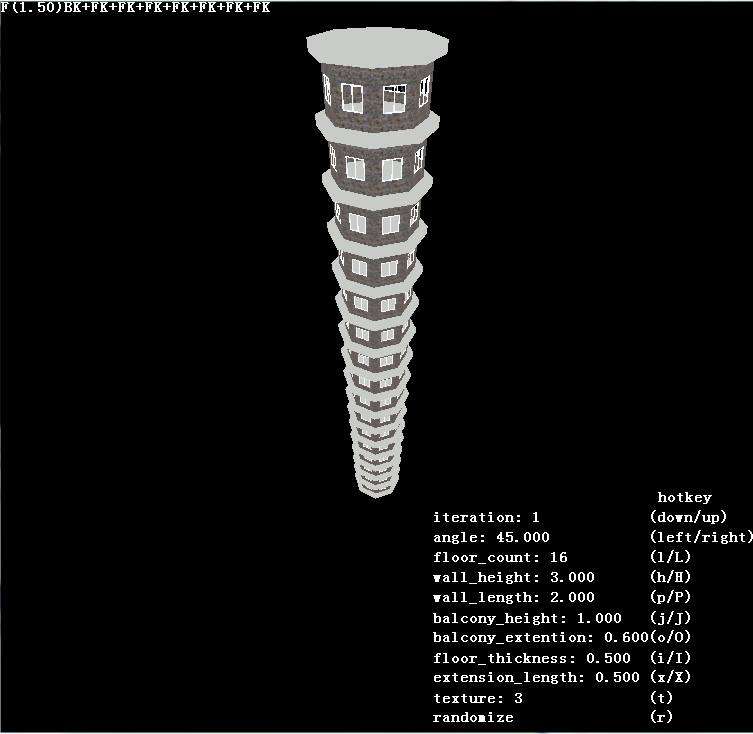 F(1.50)BK+FK+FK+FK+FK+FK+FK+FK
hotkey
iteration: 1 (down/up)
angle: 45.000 (left/right)
floor_count: 16 (l/L)
wall_height: 3.000 (h/H)
wall_length: 2.000 (p/P)
balcony_height: 1.000 (j/J)
balcony_extention: 0.600(o/O)
floor_thickness: 0.500 (i/I)
extension_length: 0.500 (x/X)
texture: 3 (t)
randomize (r)